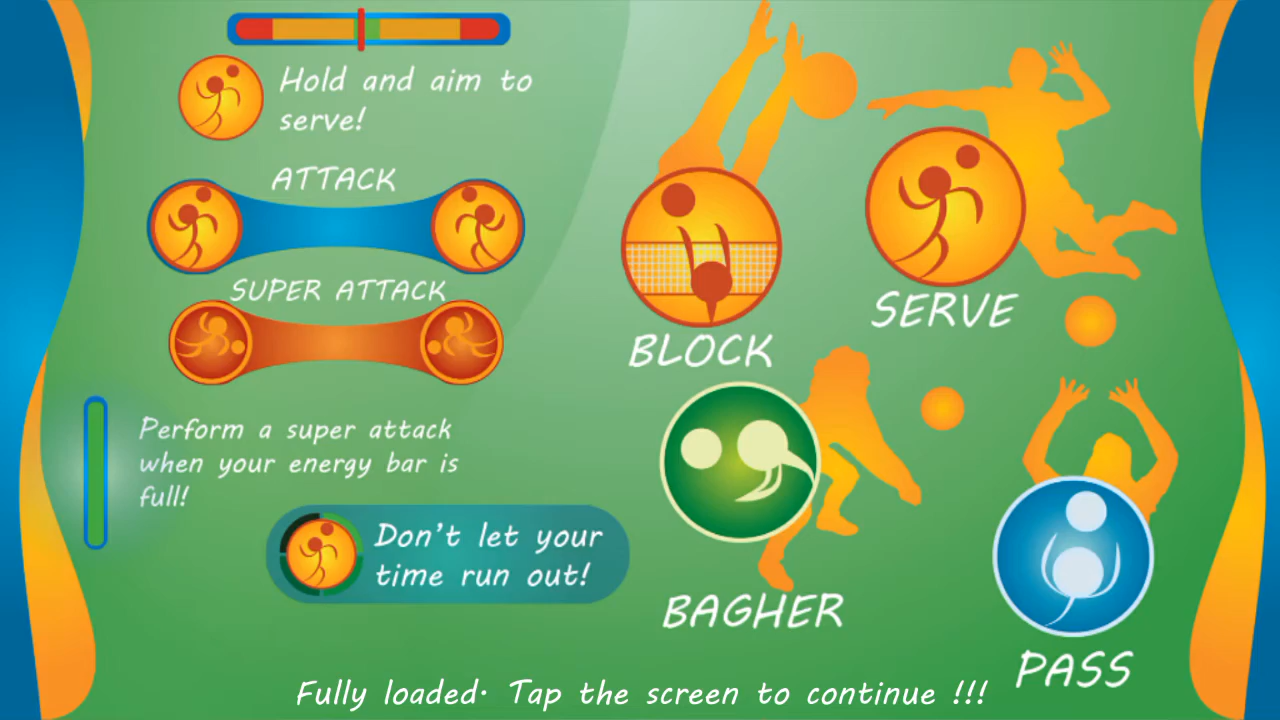 Hold and aim to
serve!
ATTACK
SUPER ATTACK
Perform a super attack
when your energy bar is
full!
Don't let your
time run out!
BLOCK
SERVE
BAGHER
PASS
Fully loaded. Tap the screen to continue !!!